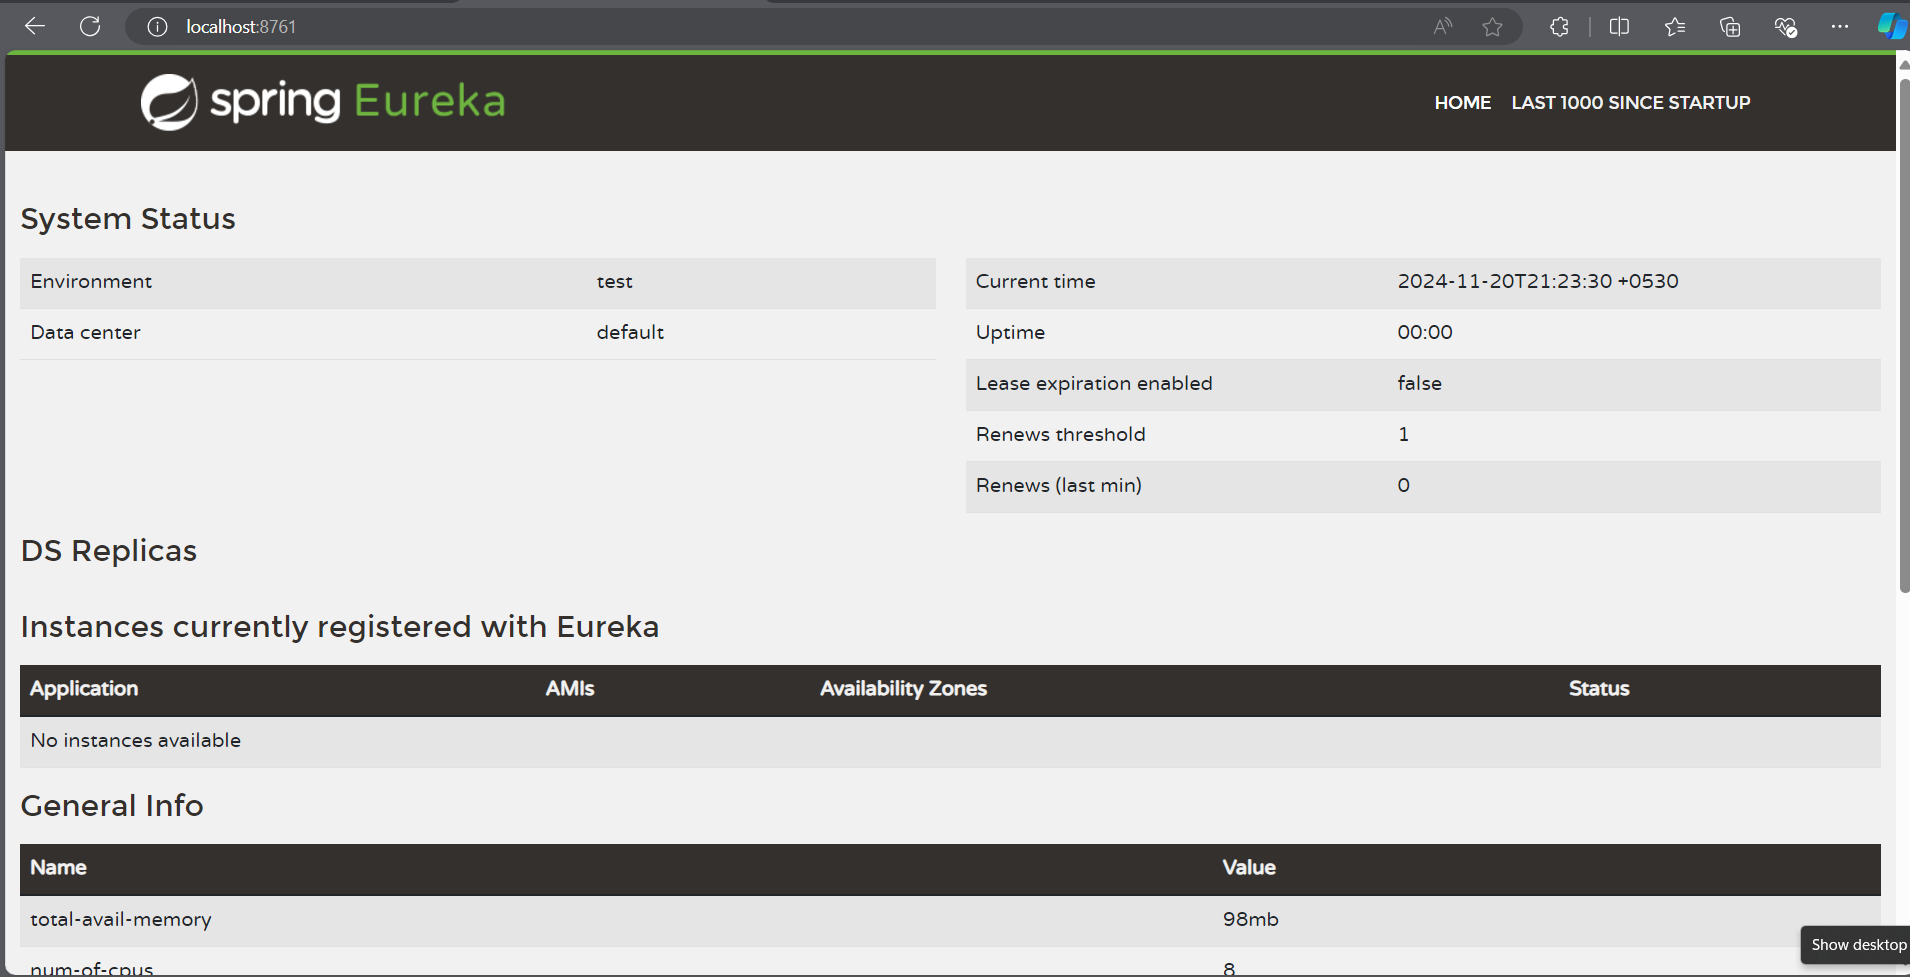 localhost:8761
spring Eureka
HOME LAST 1000 SINCE STARTUP
System Status
Environment test
Data center default
Current time 2024-11-20T21:23:30 +0530
Uptime 00:00
Lease expiration enabled false
Renews threshold 1
Renews (last min) 0
DS Replicas
Instances currently registered with Eureka
Application AMIs Availability Zones Status
No instances available
General Info
Name Value
total-avail-memory 98mb
num-of-cpus 8
Show desktop